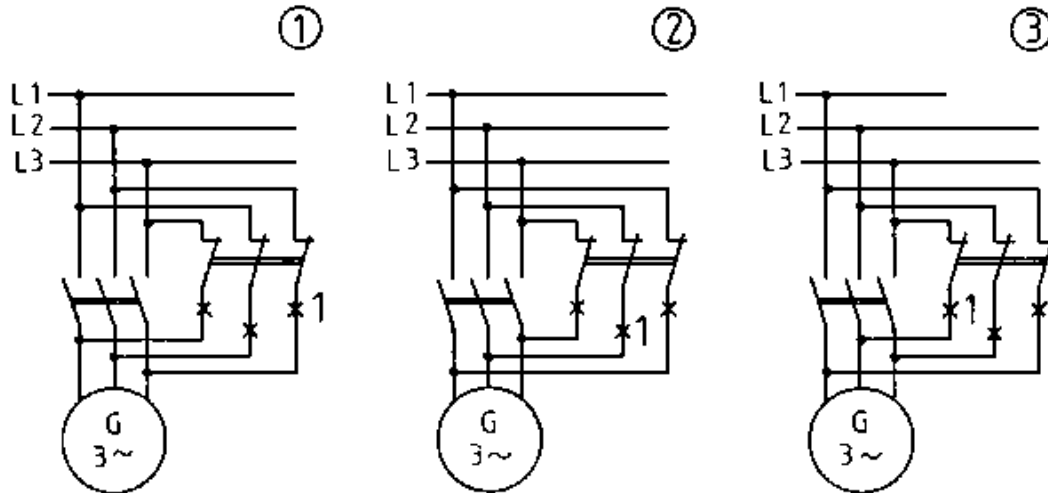 ① ② ③
L1 L1 L1
L2 L2 L2
L3 L3 L3
1 1 1
G G G
3~ 3~ 3~